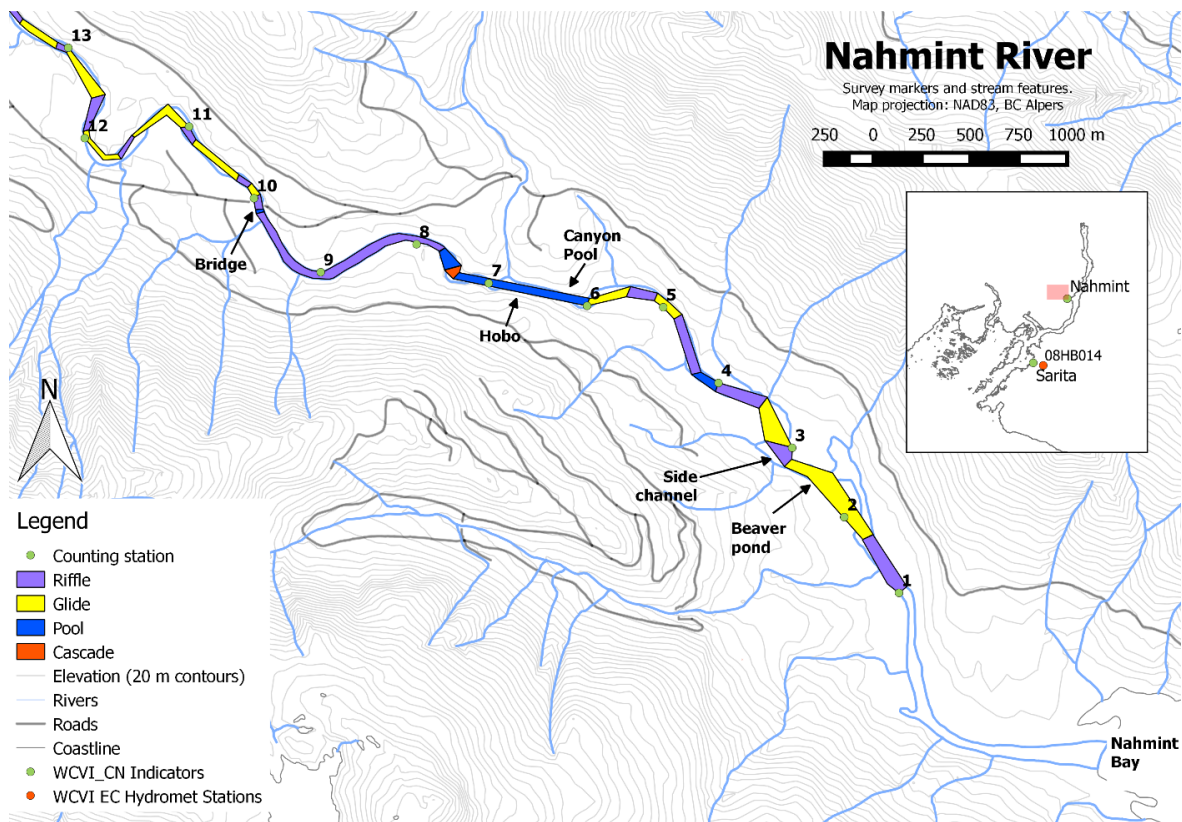 Nahmint River
Survey markers and stream features.
Map projection: NAD83, BC Alpers
250 0 250 500 750 1000 m
13
12
11
10
Bridge
9
8
7
Hobo
Canyon
Pool
6
5
4
3
Side
channel
2
Beaver
pond
1
Nahmint
Bay
Nahmint
08HB014
Sarita
N
Legend
Counting station
Riffle
Glide
Pool
Cascade
Elevation (20 m contours)
Rivers
Roads
Coastline
WCVI_CN Indicators
WCVI EC Hydromet Stations